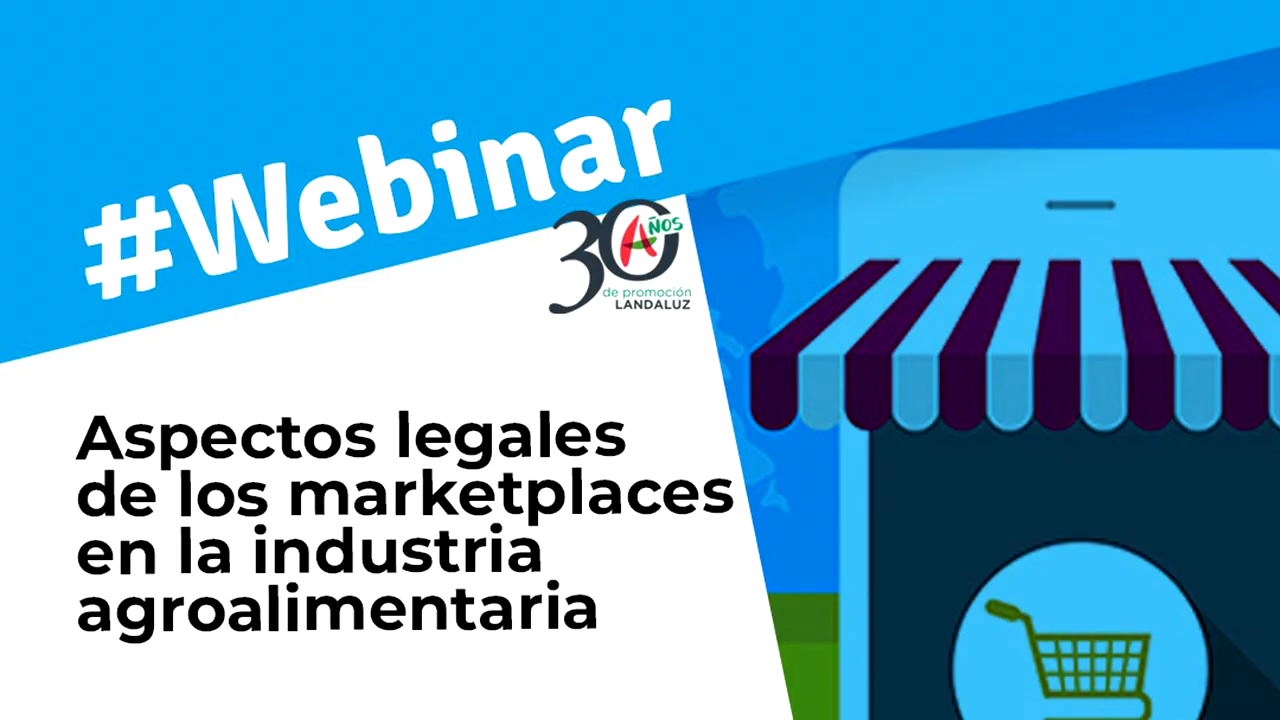 #Webinar
30 AÑOS
de promoción
LANDALUZ
Aspectos legales
de los marketplaces
en la industria
agroalimentaria